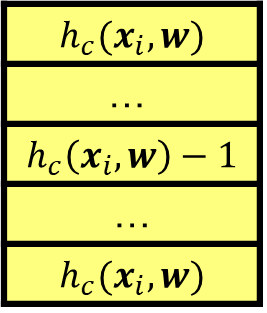 h_c(𝒙_i, 𝒘)
...
h_c(𝒙_i, 𝒘) − 1
...
h_c(𝒙_i, 𝒘)